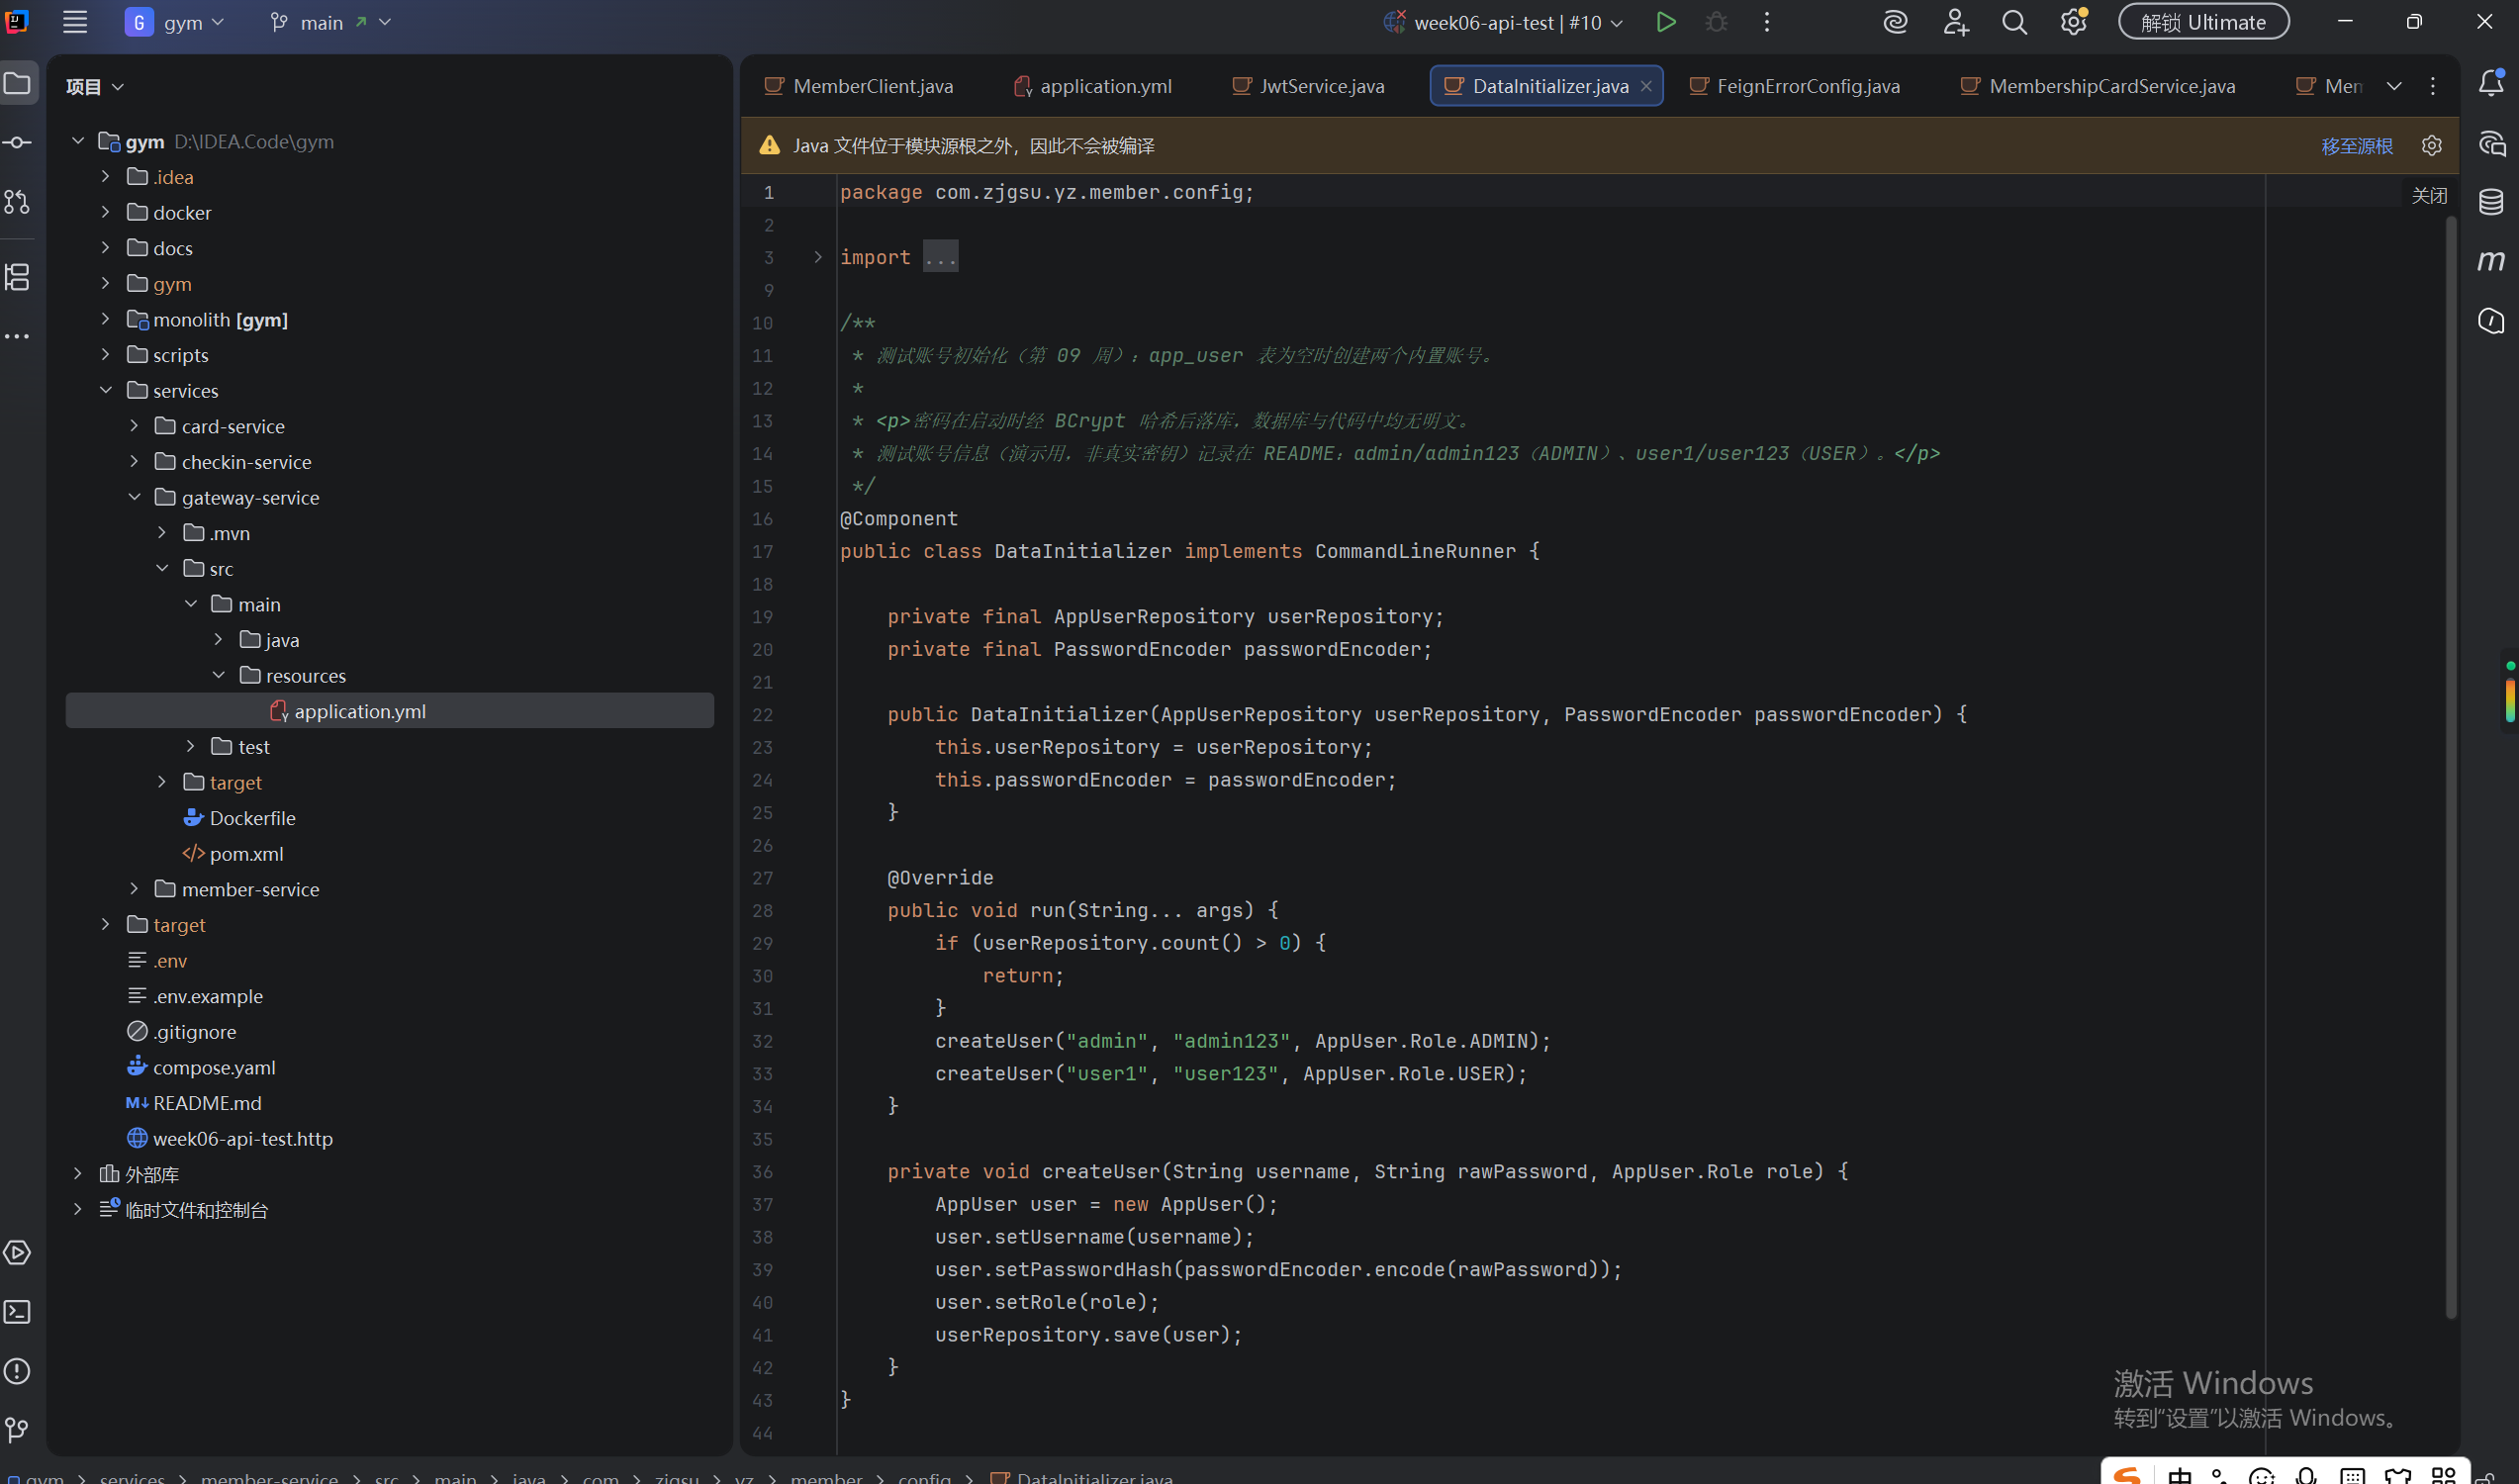 G gym main week06-api-test | #10 解锁 Ultimate
项目
gym D:\IDEA.Code\gym
.idea
docker
docs
gym
monolith [gym]
scripts
services
card-service
checkin-service
gateway-service
.mvn
src
main
java
resources
application.yml
test
target
Dockerfile
pom.xml
member-service
target
.env
.env.example
.gitignore
compose.yaml
README.md
week06-api-test.http
外部库
临时文件和控制台
MemberClient.java application.yml JwtService.java DataInitializer.java FeignErrorConfig.java MembershipCardService.java Mem
Java 文件位于模块源根之外，因此不会被编译 移至源根
关闭
1 package com.zjgsu.yz.member.config;
2
3 import ...
9
10 /**
11 * 测试账号初始化（第 09 周）：app_user 表为空时创建两个内置账号。
12 *
13 * <p>密码在启动时经 BCrypt 哈希后落库，数据库与代码中均无明文。
14 * 测试账号信息（演示用，非真实密钥）记录在 README：admin/admin123（ADMIN）、user1/user123（USER）。</p>
15 */
16 @Component
17 public class DataInitializer implements CommandLineRunner {
18
19 private final AppUserRepository userRepository;
20 private final PasswordEncoder passwordEncoder;
21
22 public DataInitializer(AppUserRepository userRepository, PasswordEncoder passwordEncoder) {
23 this.userRepository = userRepository;
24 this.passwordEncoder = passwordEncoder;
25 }
26
27 @Override
28 public void run(String... args) {
29 if (userRepository.count() > 0) {
30 return;
31 }
32 createUser("admin", "admin123", AppUser.Role.ADMIN);
33 createUser("user1", "user123", AppUser.Role.USER);
34 }
35
36 private void createUser(String username, String rawPassword, AppUser.Role role) {
37 AppUser user = new AppUser();
38 user.setUsername(username);
39 user.setPasswordHash(passwordEncoder.encode(rawPassword));
40 user.setRole(role);
41 userRepository.save(user);
42 }
43 }
44
激活 Windows
转到“设置”以激活 Windows。
gym > services > member-service > src > main > java > com > zjgsu > yz > member > config > DataInitializer.java
中